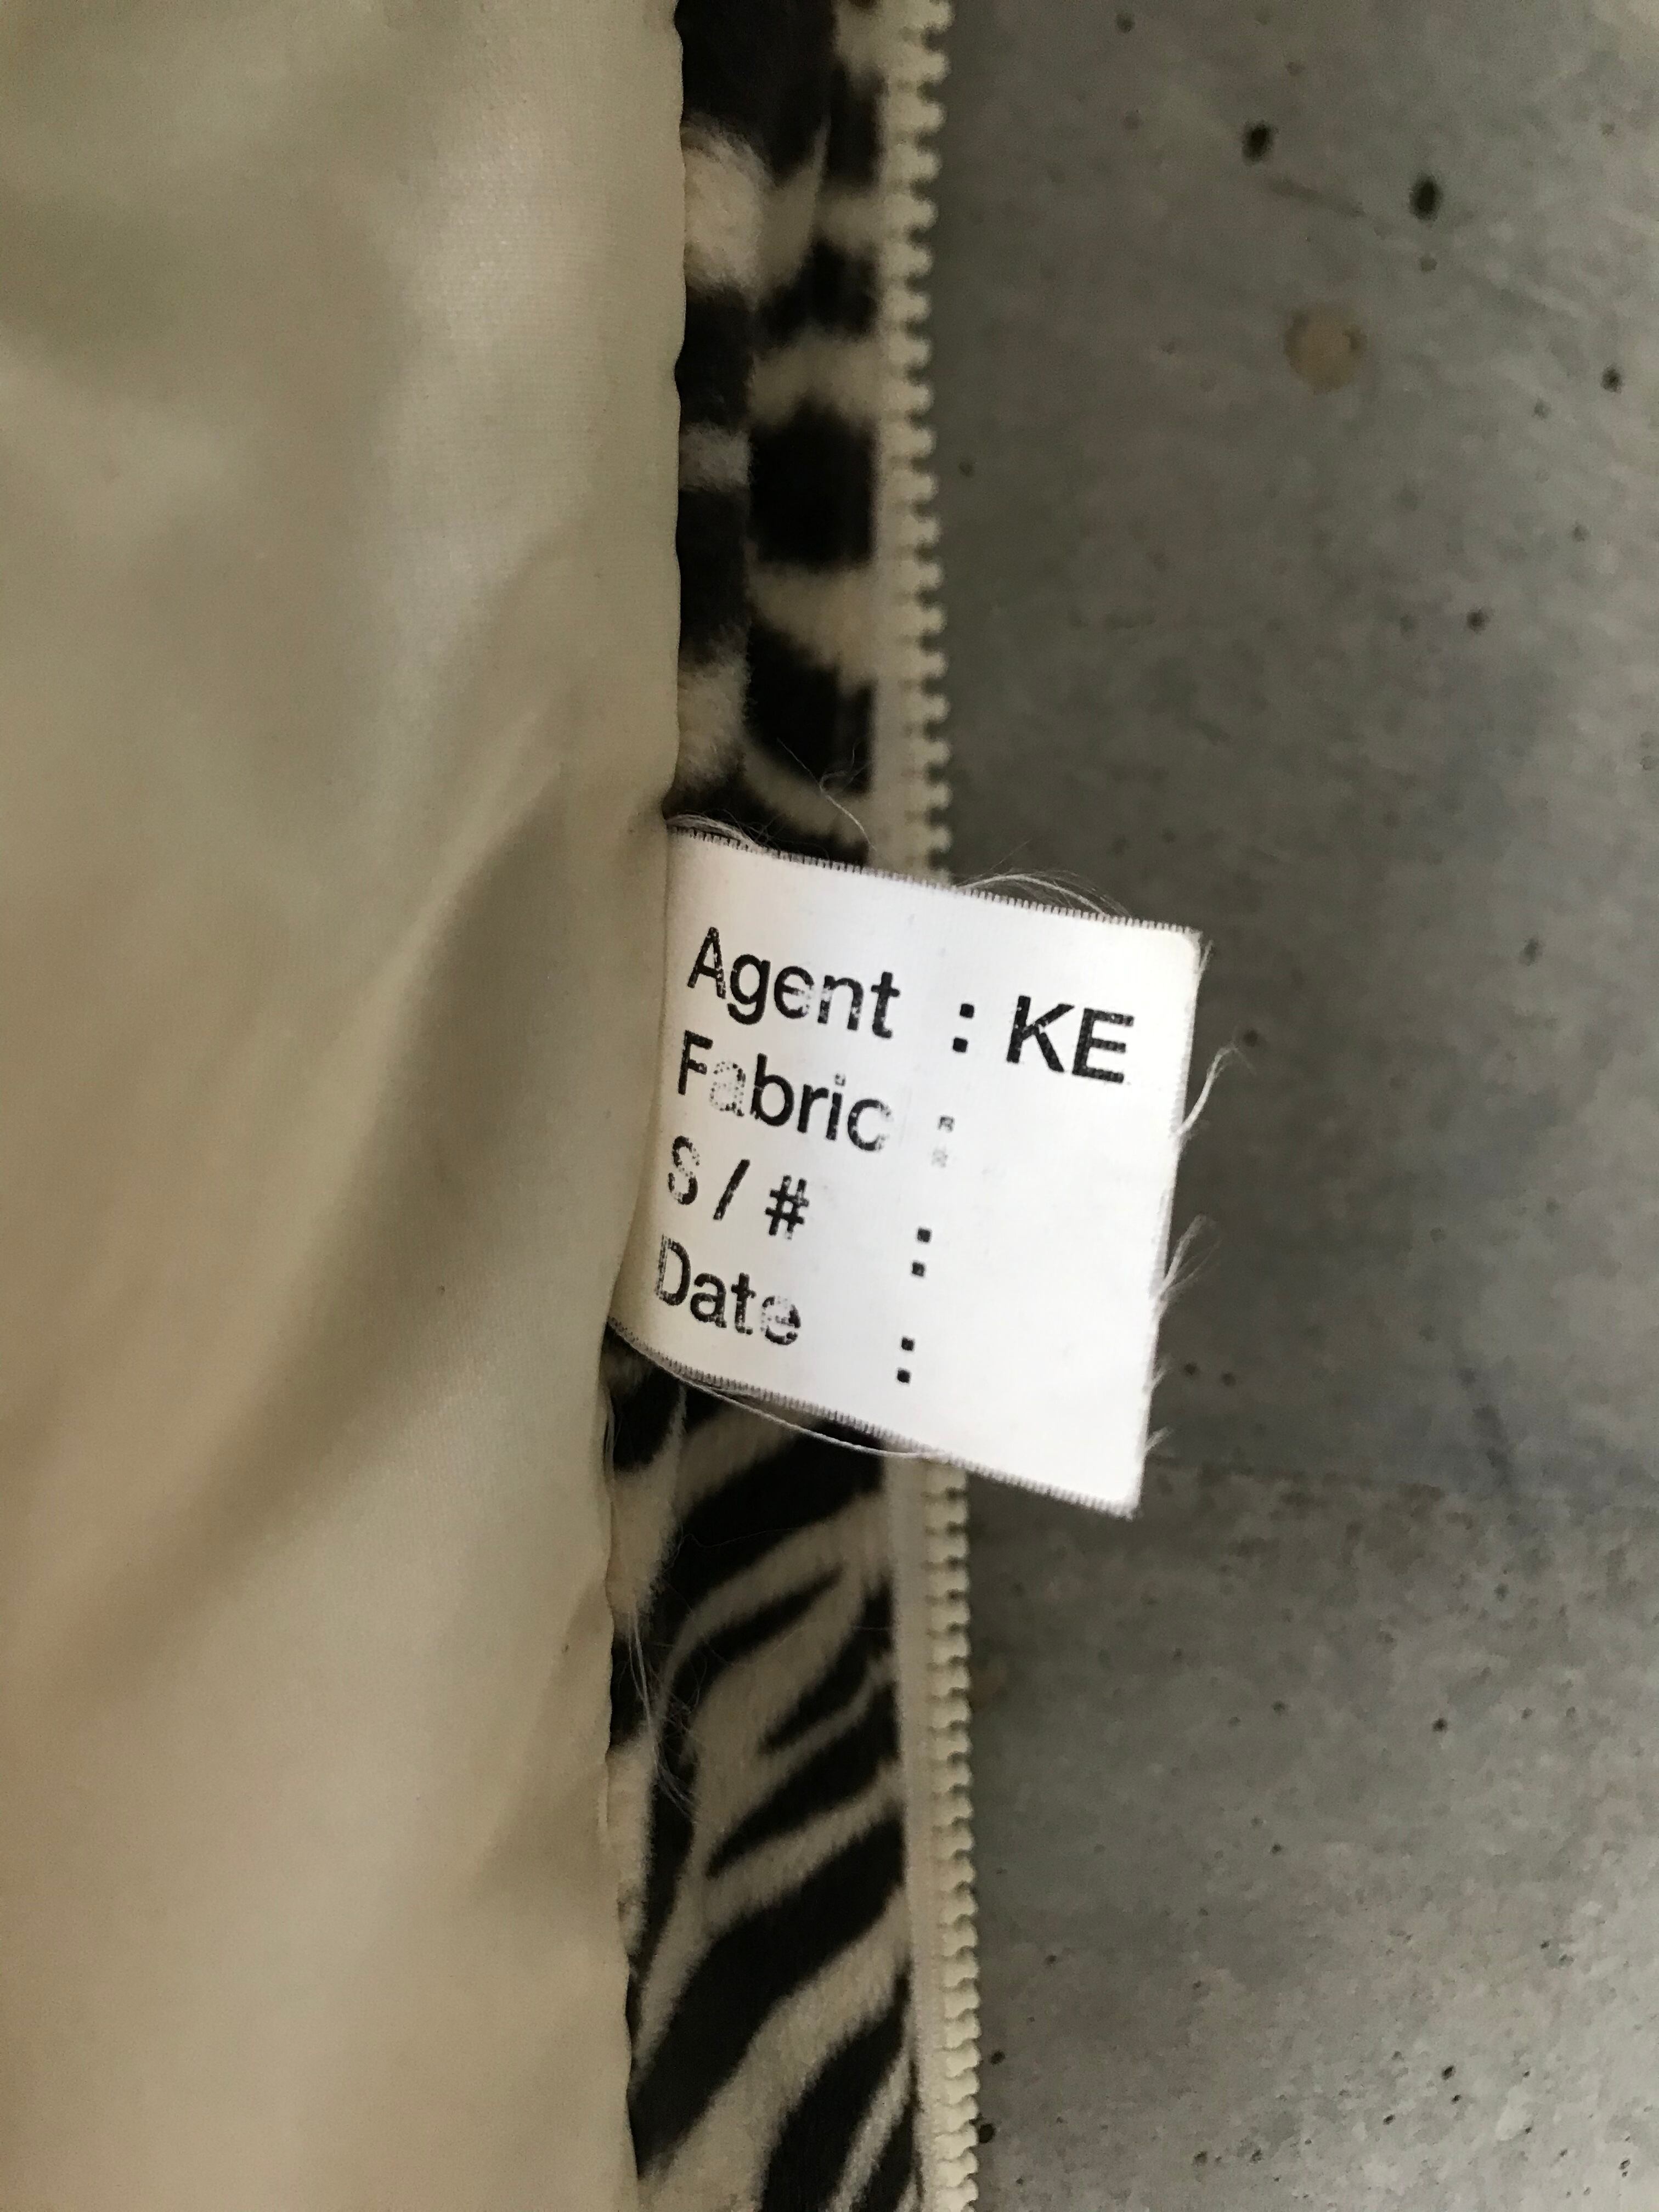 Agent : KE
Fabric :
S / # :
Date :